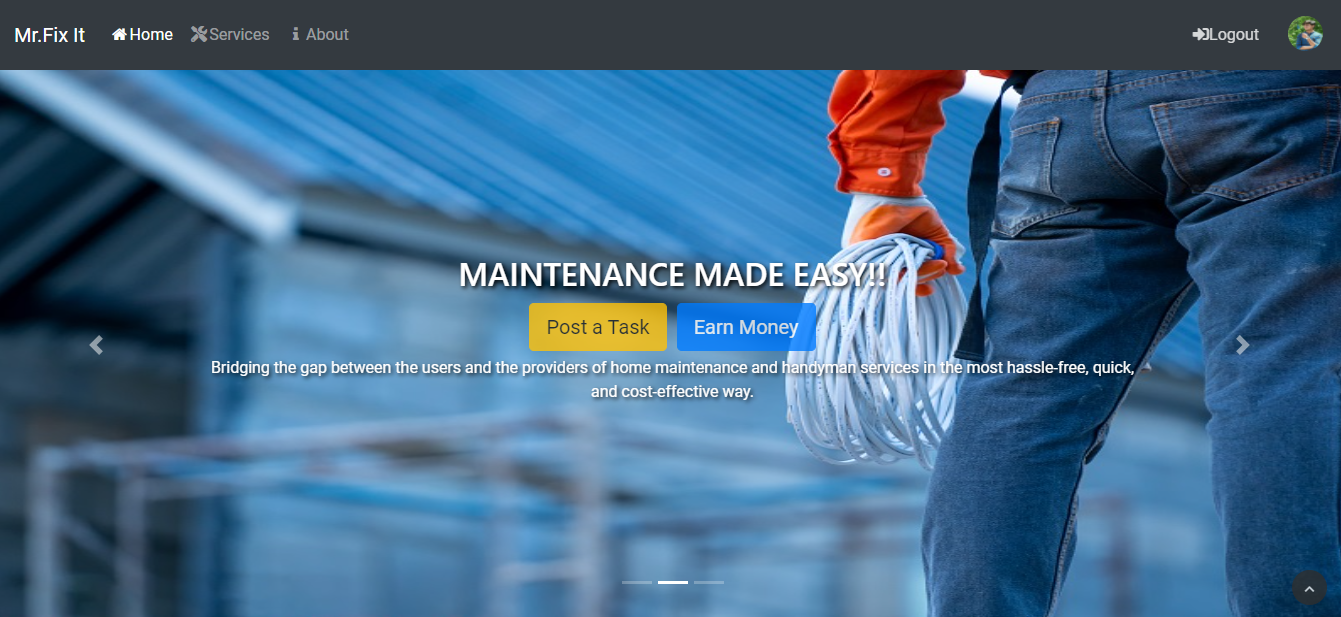 Mr.Fix It Home Services About Logout
MAINTENANCE MADE EASY!!
Post a Task Earn Money
Bridging the gap between the users and the providers of home maintenance and handyman services in the most hassle-free, quick,
and cost-effective way.